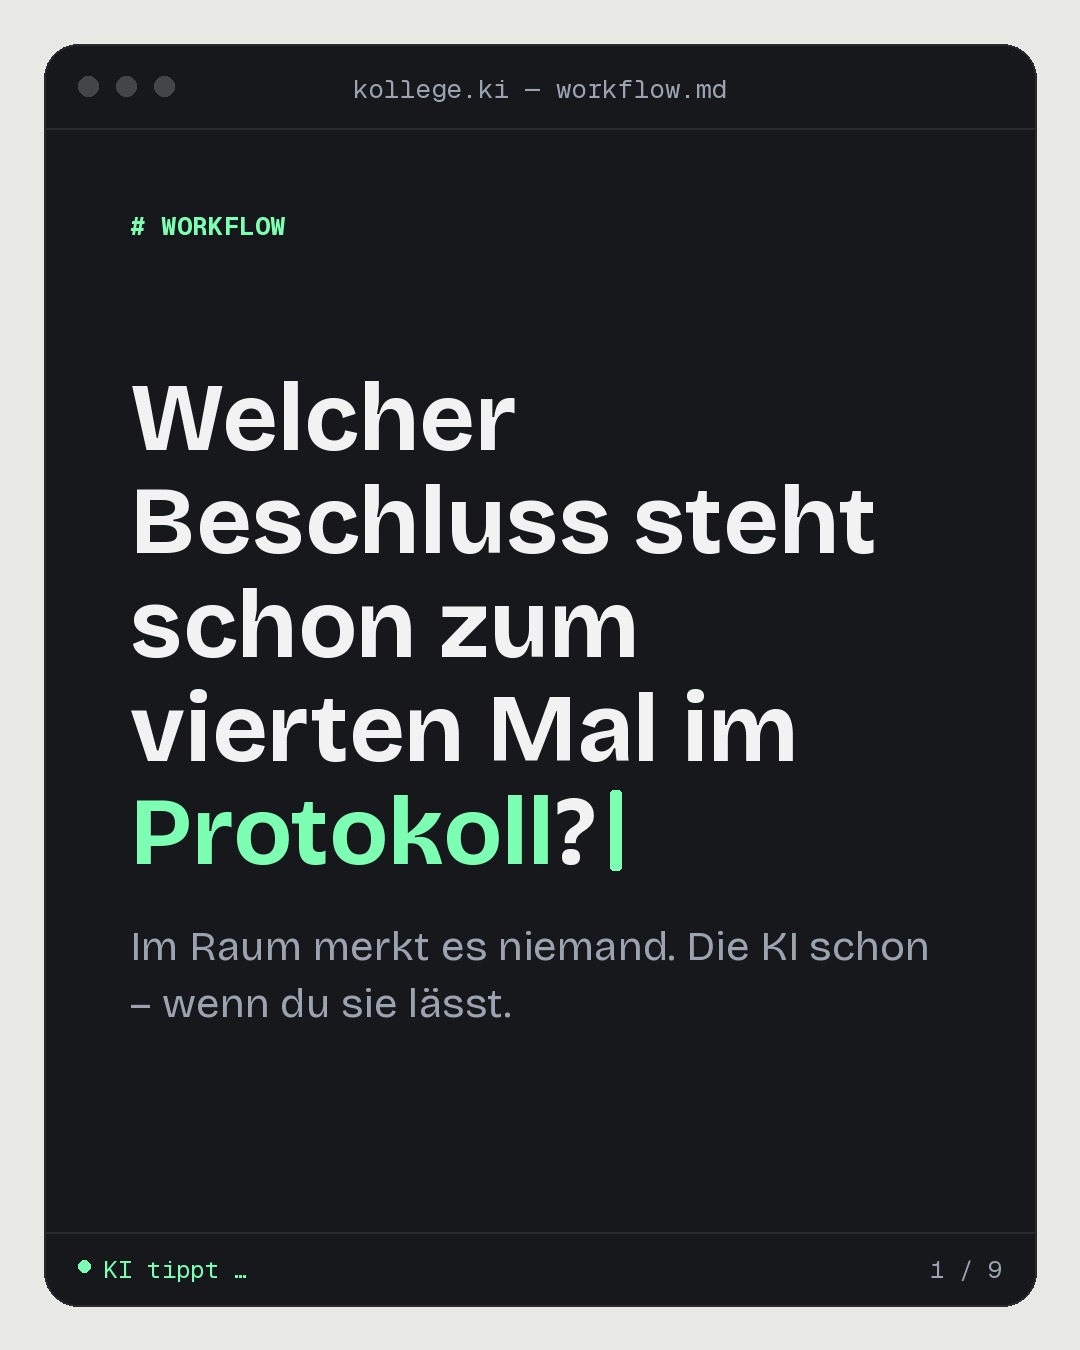 kollege.ki — workflow.md
# WORKFLOW
Welcher
Beschluss steht
schon zum
vierten Mal im
Protokoll?
Im Raum merkt es niemand. Die KI schon
– wenn du sie lässt.
KI tippt …
1 / 9